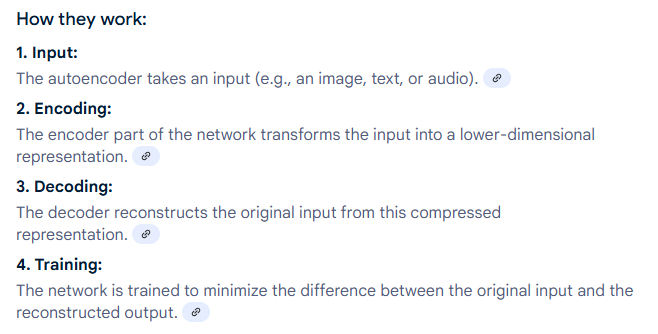 How they work:
1. Input:
The autoencoder takes an input (e.g., an image, text, or audio).
2. Encoding:
The encoder part of the network transforms the input into a lower-dimensional
representation.
3. Decoding:
The decoder reconstructs the original input from this compressed
representation.
4. Training:
The network is trained to minimize the difference between the original input and the
reconstructed output.